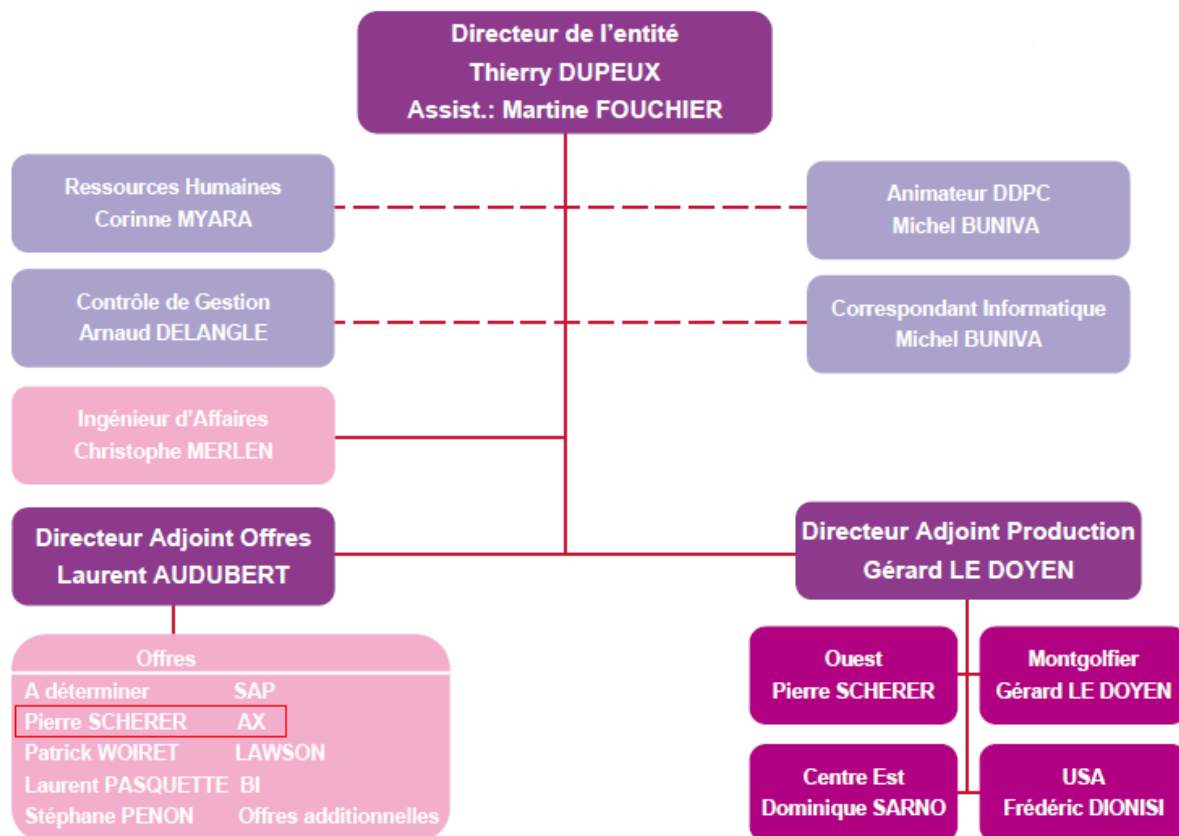 Directeur de l'entité
Thierry DUPEUX
Assist.: Martine FOUCHIER
Ressources Humaines
Corinne MYARA
Animateur DDPC
Michel BUNIVA
Contrôle de Gestion
Arnaud DELANGLE
Correspondant Informatique
Michel BUNIVA
Ingénieur d'Affaires
Christophe MERLEN
Directeur Adjoint Offres
Laurent AUDUBERT
Directeur Adjoint Production
Gérard LE DOYEN
Offres
A déterminer SAP
Pierre SCHERER AX
Patrick WOIRET LAWSON
Laurent PASQUETTE BI
Stéphane PENON Offres additionnelles
Ouest
Pierre SCHERER
Montgolfier
Gérard LE DOYEN
Centre Est
Dominique SARNO
USA
Frédéric DIONISI